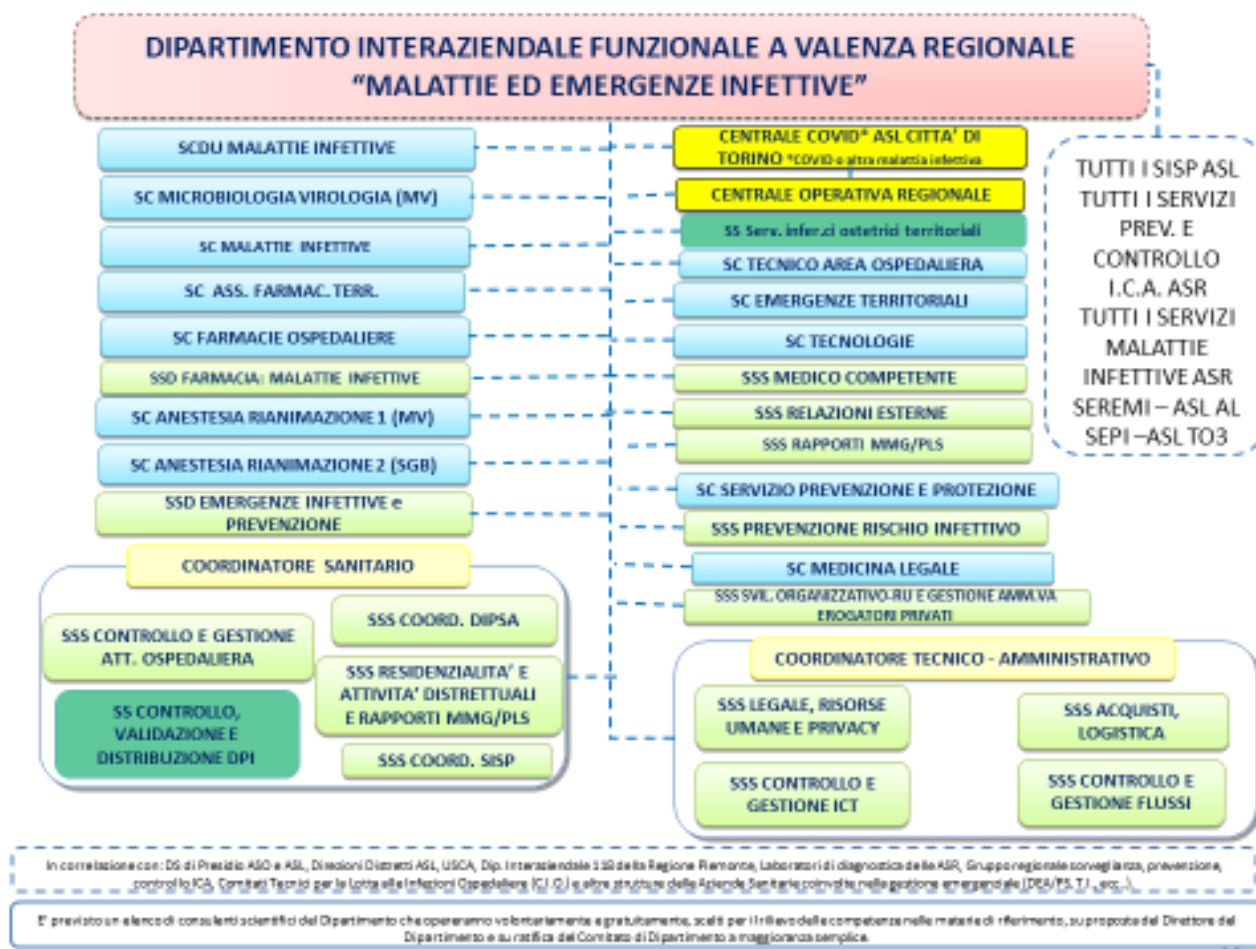 DIPARTIMENTO INTERAZIENDALE FUNZIONALE A VALENZA REGIONALE
“MALATTIE ED EMERGENZE INFETTIVE”
SCDU MALATTIE INFETTIVE
SC MICROBIOLOGIA VIROLOGIA (MV)
SC MALATTIE INFETTIVE
SC ASS. FARMAC. TERR.
SC FARMACIE OSPEDALIERE
SSD FARMACIA: MALATTIE INFETTIVE
SC ANESTESIA RIANIMAZIONE 1 (MV)
SC ANESTESIA RIANIMAZIONE 2 (SGB)
SSD EMERGENZE INFETTIVE e
PREVENZIONE
CENTRALE COVID* ASL CITTA’ DI
TORINO *COVID o altra malattia infettiva
CENTRALE OPERATIVA REGIONALE
SS Serv. infer.ci ostetrici territoriali
SC TECNICO AREA OSPEDALIERA
SC EMERGENZE TERRITORIALI
SC TECNOLOGIE
SSS MEDICO COMPETENTE
SSS RELAZIONI ESTERNE
SSS RAPPORTI MMG/PLS
SC SERVIZIO PREVENZIONE E PROTEZIONE
SSS PREVENZIONE RISCHIO INFETTIVO
SC MEDICINA LEGALE
SSS SVIL. ORGANIZZATIVO-RU E GESTIONE AMM.VA
EROGATORI PRIVATI
TUTTI I SISP ASL
TUTTI I SERVIZI
PREV. E
CONTROLLO
I.C.A. ASR
TUTTI I SERVIZI
MALATTIE
INFETTIVE ASR
SEREMI – ASL AL
SEPI –ASL TO3
COORDINATORE SANITARIO
SSS CONTROLLO E GESTIONE
ATT. OSPEDALIERA
SSS COORD. DIPSA
SSS RESIDENZIALITA’ E
ATTIVITA’ DISTRETTUALI
E RAPPORTI MMG/PLS
SS CONTROLLO,
VALIDAZIONE E
DISTRIBUZIONE DPI
SSS COORD. SISP
COORDINATORE TECNICO - AMMINISTRATIVO
SSS LEGALE, RISORSE
UMANE E PRIVACY
SSS ACQUISTI,
LOGISTICA
SSS CONTROLLO E
GESTIONE ICT
SSS CONTROLLO E
GESTIONE FLUSSI
In correlazione con: DS di Presidio ASO e ASL, Direzioni Distretti ASL, USCA, Dip. Interaziendale 118 della Regione Piemonte, Laboratori di diagnostica delle ASR, Gruppo regionale sorveglianza, prevenzione,
controllo ICA, Comitati Tecnici per la Lotta alle Infezioni Ospedaliere (C.I.O.) e altre strutture delle Aziende Sanitarie coinvolte nella gestione emergenziale (DEA/PS, T.I., ecc..).
E’ previsto un elenco di consulenti scientifici del Dipartimento che opereranno volontariamente e gratuitamente, scelti per il rilievo delle competenze nelle materie di riferimento, su proposta del Direttore del
Dipartimento e su ratifica del Comitato di Dipartimento a maggioranza semplice.